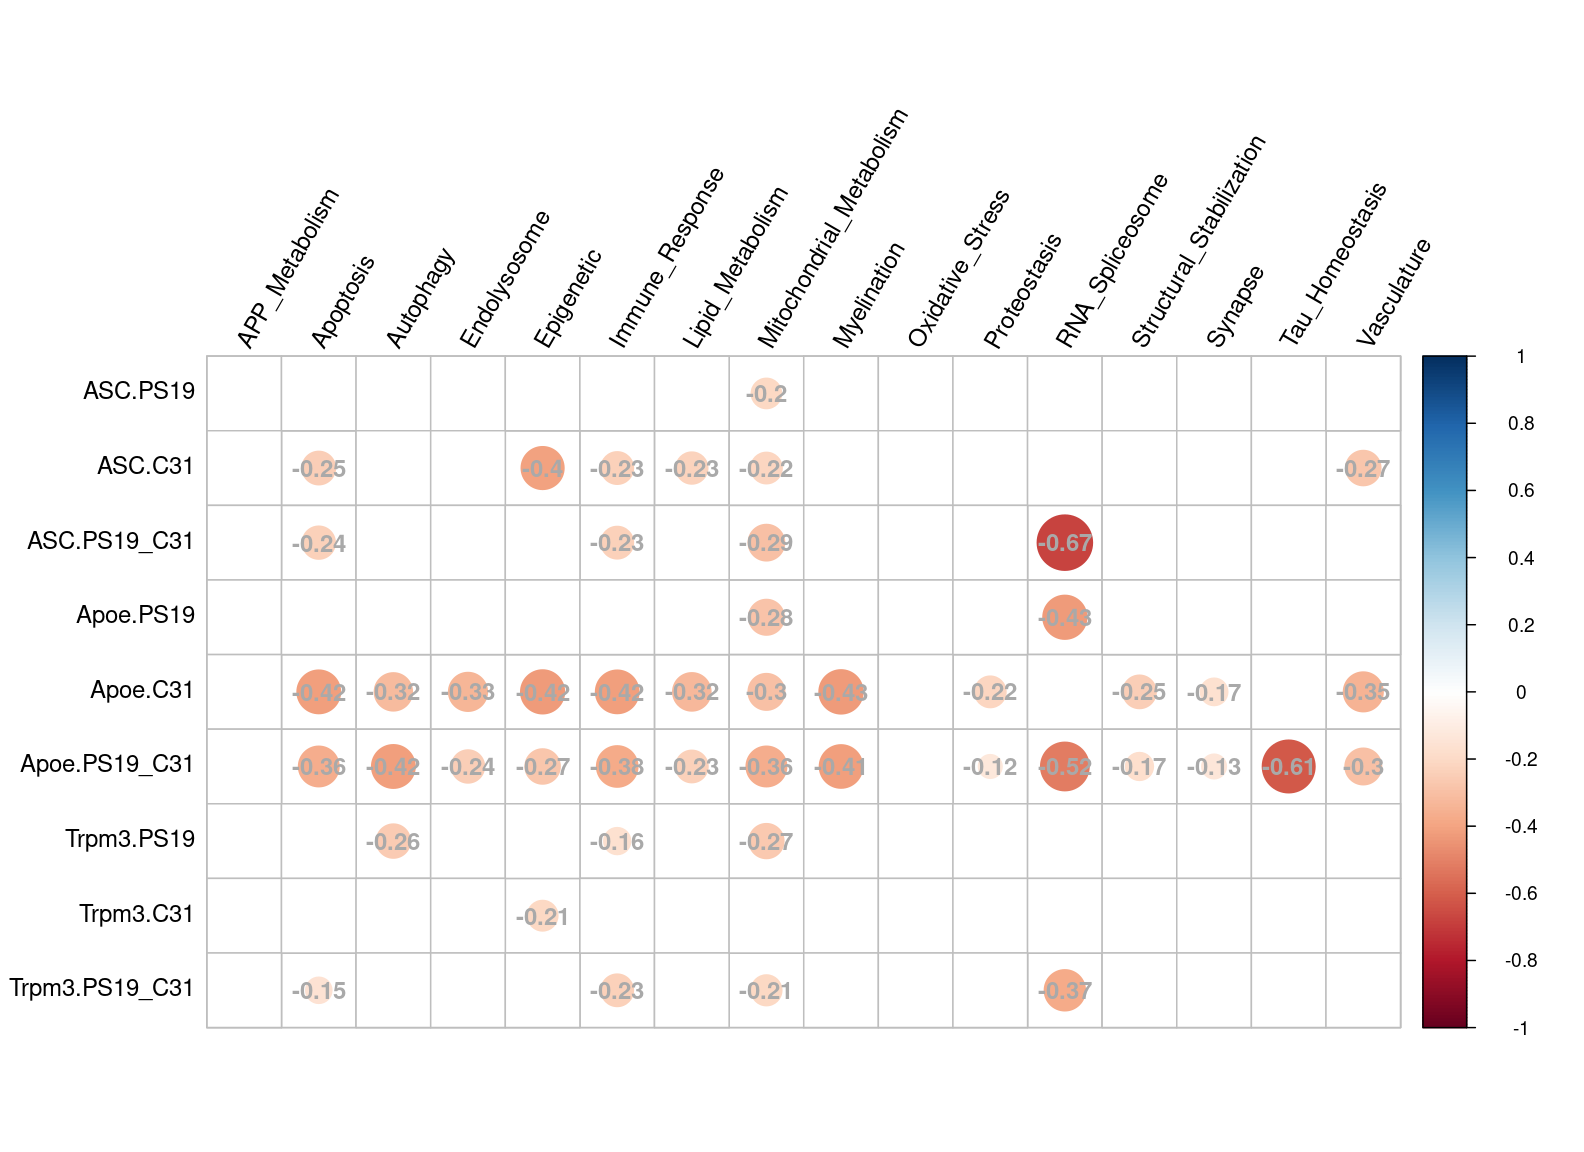 APP_Metabolism
Apoptosis
Autophagy
Endolysosome
Epigenetic
Immune_Response
Lipid_Metabolism
Mitochondrial_Metabolism
Myelination
Oxidative_Stress
Proteostasis
RNA_Spliceosome
Structural_Stabilization
Synapse
Tau_Homeostasis
Vasculature
ASC.PS19 -0.2
ASC.C31 -0.25 -0.4 -0.23 -0.23 -0.22 -0.27
ASC.PS19_C31 -0.24 -0.23 -0.29 -0.67
Apoe.PS19 -0.28 -0.43
Apoe.C31 -0.42 -0.32 -0.33 -0.42 -0.42 -0.32 -0.3 -0.43 -0.22 -0.25 -0.17 -0.35
Apoe.PS19_C31 -0.36 -0.42 -0.24 -0.27 -0.38 -0.23 -0.36 -0.41 -0.12 -0.52 -0.17 -0.13 -0.61 -0.3
Trpm3.PS19 -0.26 -0.16 -0.27
Trpm3.C31 -0.21
Trpm3.PS19_C31 -0.15 -0.23 -0.21 -0.37
1
0.8
0.6
0.4
0.2
0
-0.2
-0.4
-0.6
-0.8
-1